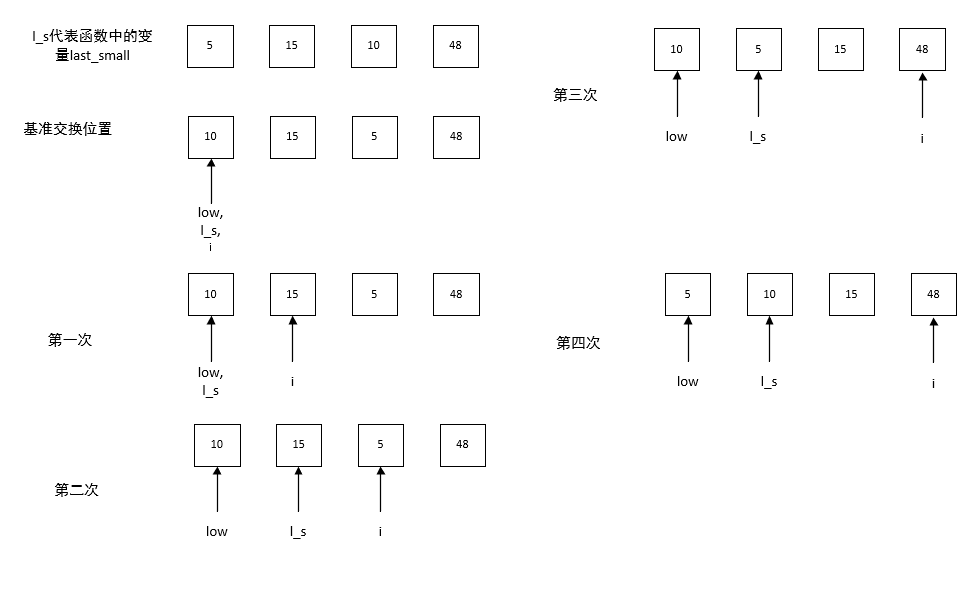 l_s代表函数中的变
量last_small
5 15 10 48
基准交换位置
10 15 5 48
low,
l_s,
i
第一次
10 15 5 48
low,
l_s
i
第二次
10 15 5 48
low l_s i
第三次
10 5 15 48
low l_s i
第四次
5 10 15 48
low l_s i